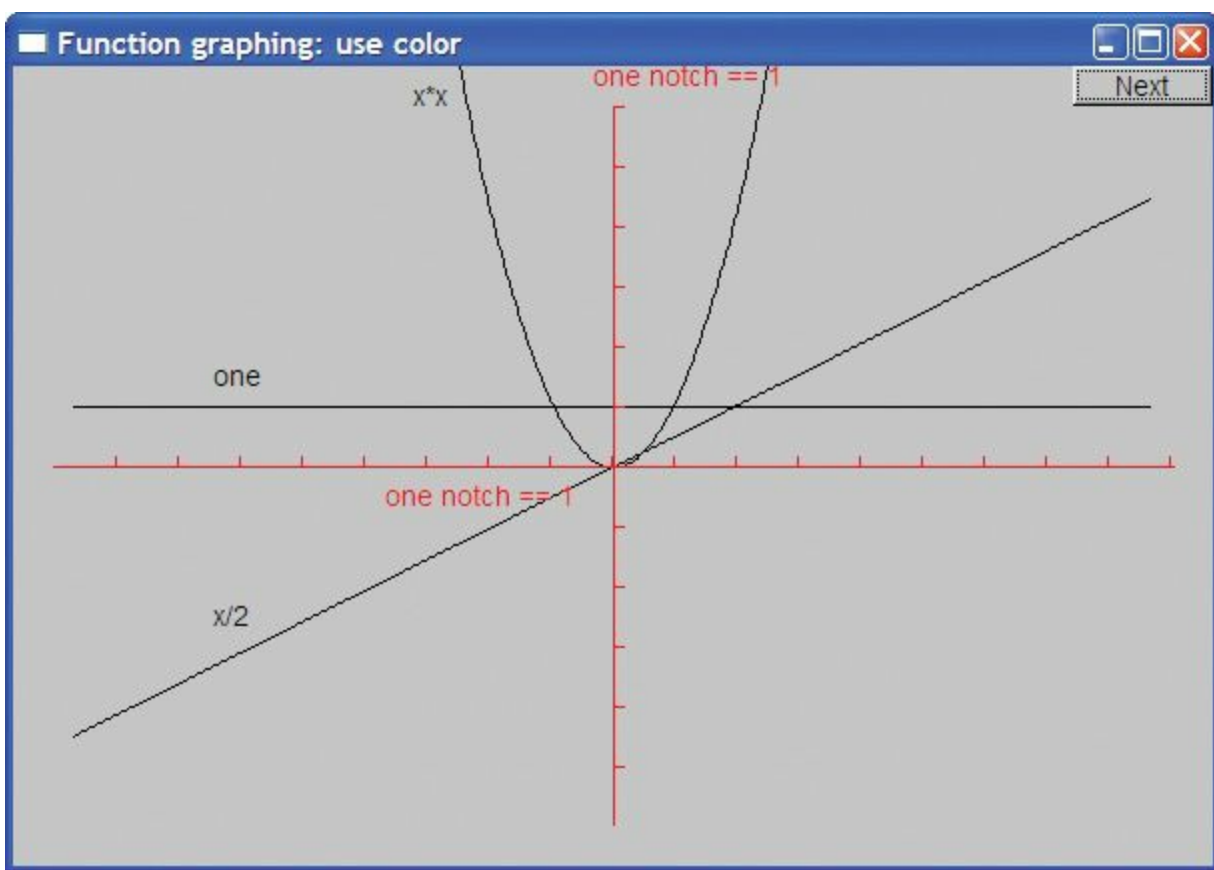 Function graphing: use color
one notch == 1
Next
x*x
one
one notch == 1
x/2